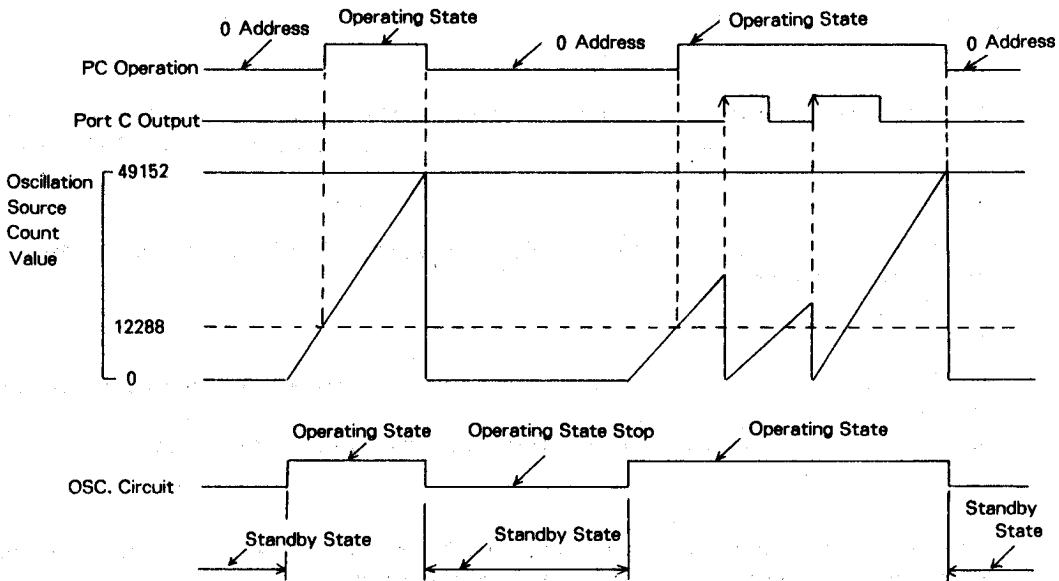 Operating State
0 Address
0 Address
Operating State
0 Address
PC Operation
Port C Output
Oscillation
Source
Count
Value
49152
12288
0
Operating State
Operating State Stop
Operating State
OSC. Circuit
Standby State
Standby State
Standby
State